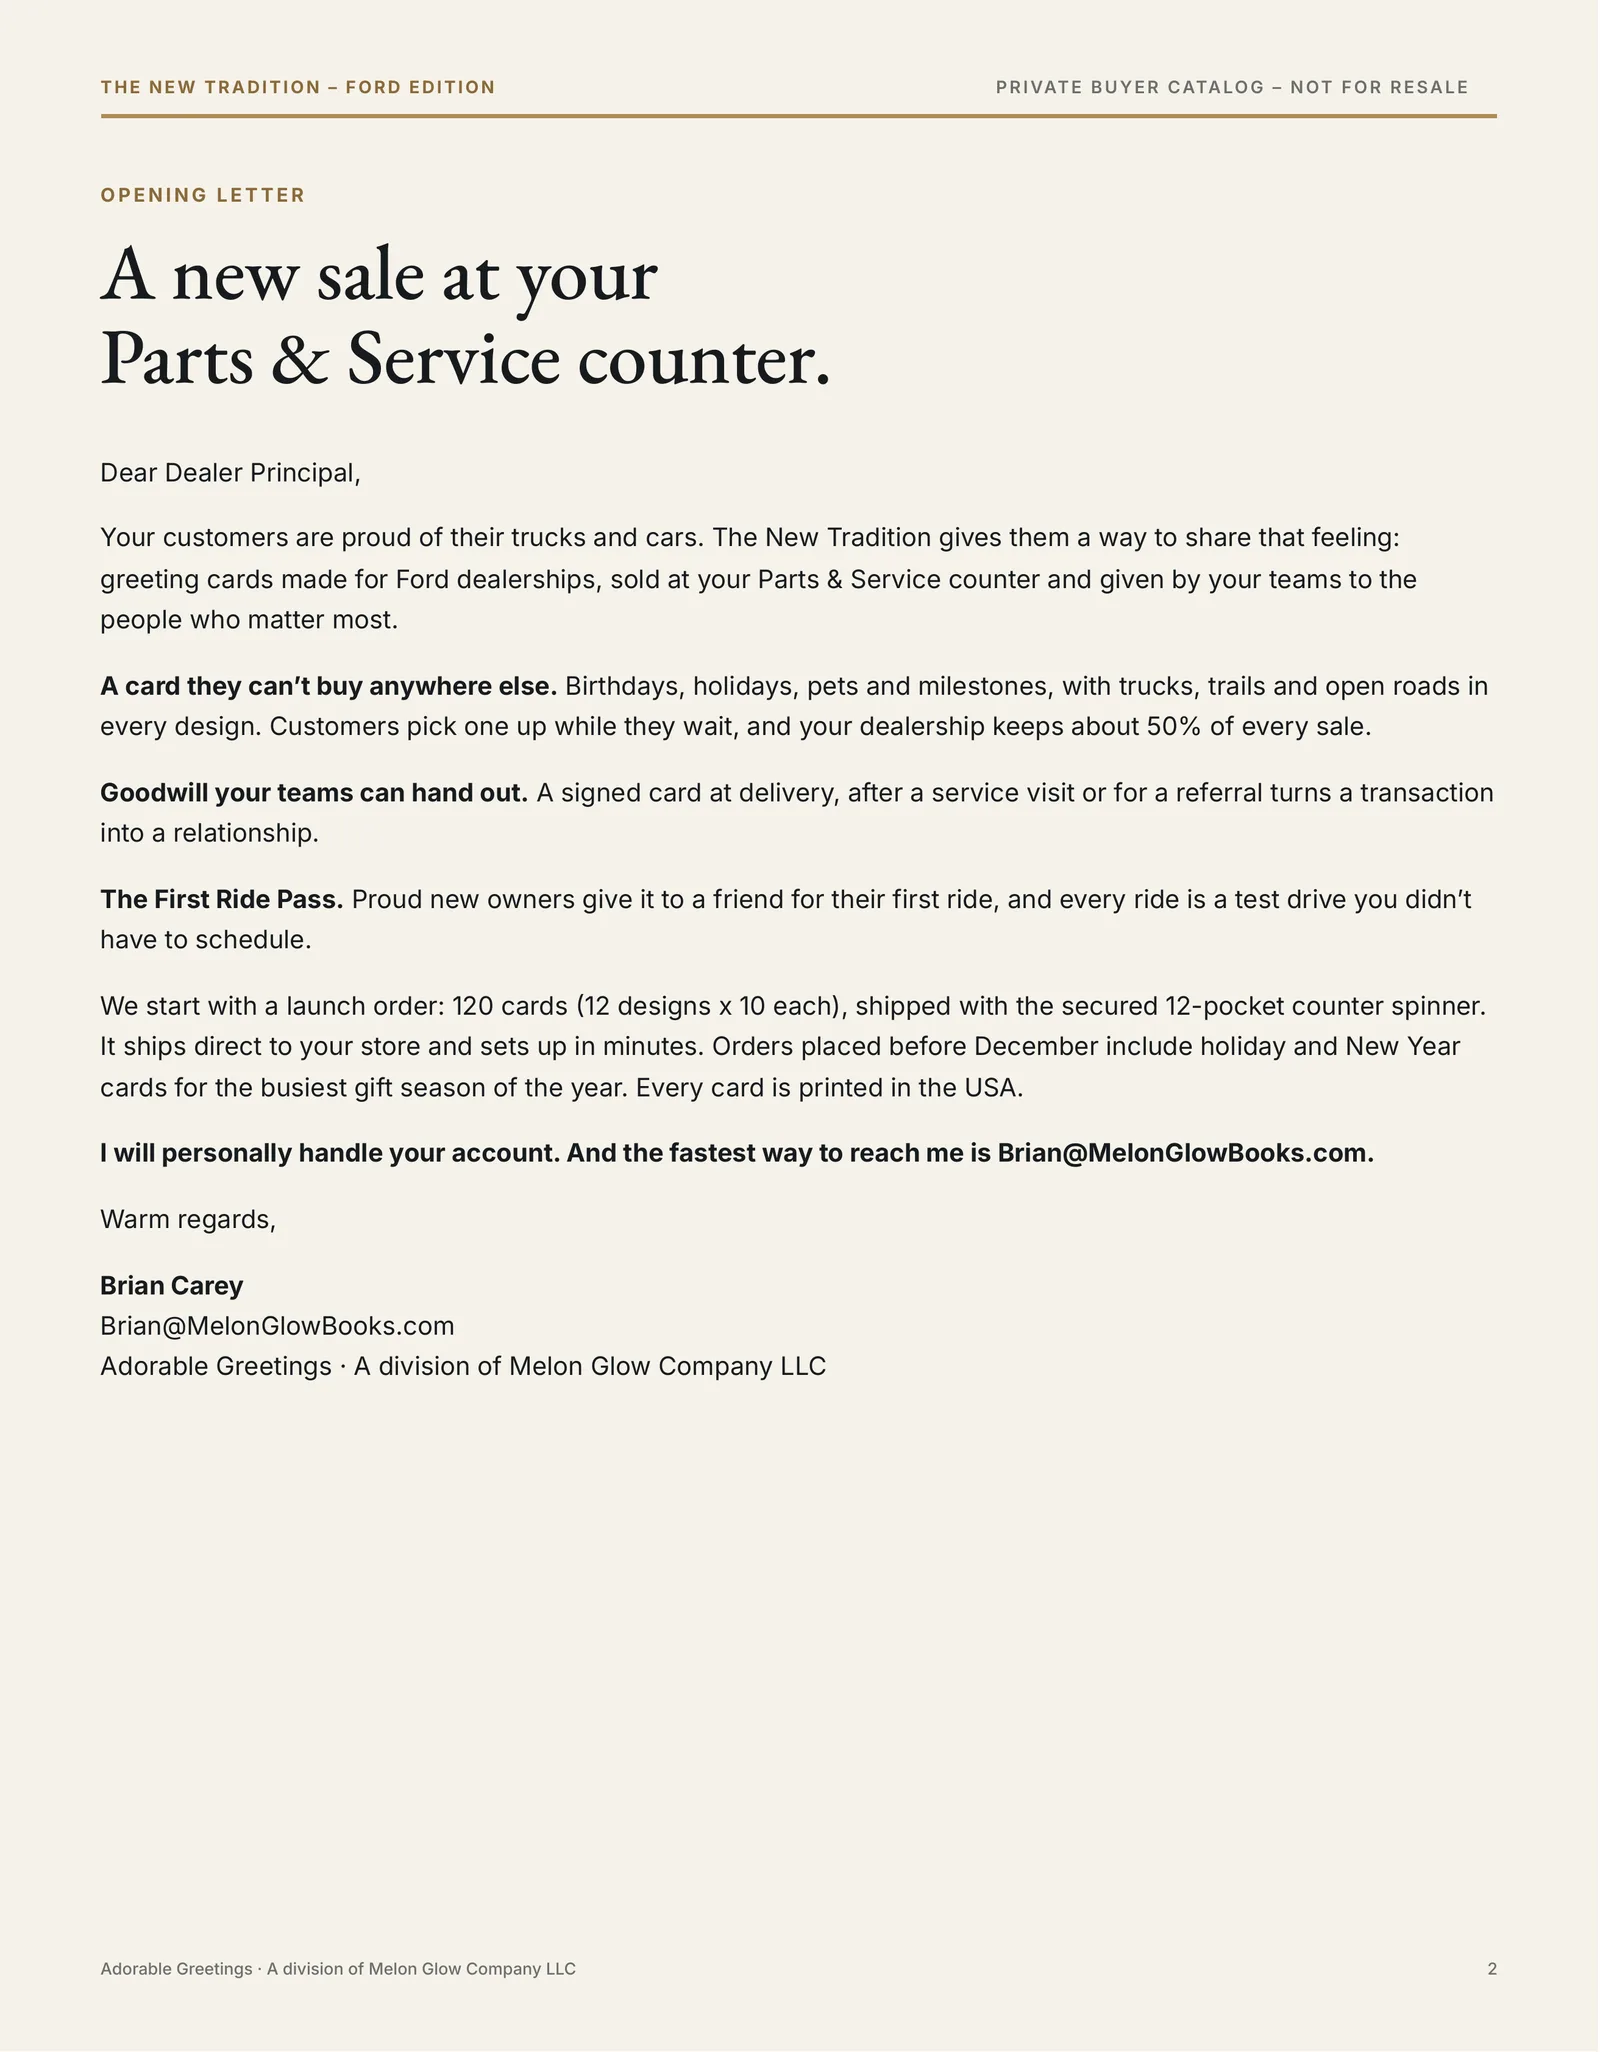 THE NEW TRADITION – FORD EDITION
PRIVATE BUYER CATALOG – NOT FOR RESALE
OPENING LETTER
A new sale at your
Parts & Service counter.
Dear Dealer Principal,
Your customers are proud of their trucks and cars. The New Tradition gives them a way to share that feeling:
greeting cards made for Ford dealerships, sold at your Parts & Service counter and given by your teams to the
people who matter most.
A card they can’t buy anywhere else. Birthdays, holidays, pets and milestones, with trucks, trails and open roads in
every design. Customers pick one up while they wait, and your dealership keeps about 50% of every sale.
Goodwill your teams can hand out. A signed card at delivery, after a service visit or for a referral turns a transaction
into a relationship.
The First Ride Pass. Proud new owners give it to a friend for their first ride, and every ride is a test drive you didn’t
have to schedule.
We start with a launch order: 120 cards (12 designs x 10 each), shipped with the secured 12-pocket counter spinner.
It ships direct to your store and sets up in minutes. Orders placed before December include holiday and New Year
cards for the busiest gift season of the year. Every card is printed in the USA.
I will personally handle your account. And the fastest way to reach me is Brian@MelonGlowBooks.com.
Warm regards,
Brian Carey
Brian@MelonGlowBooks.com
Adorable Greetings · A division of Melon Glow Company LLC
Adorable Greetings · A division of Melon Glow Company LLC
2